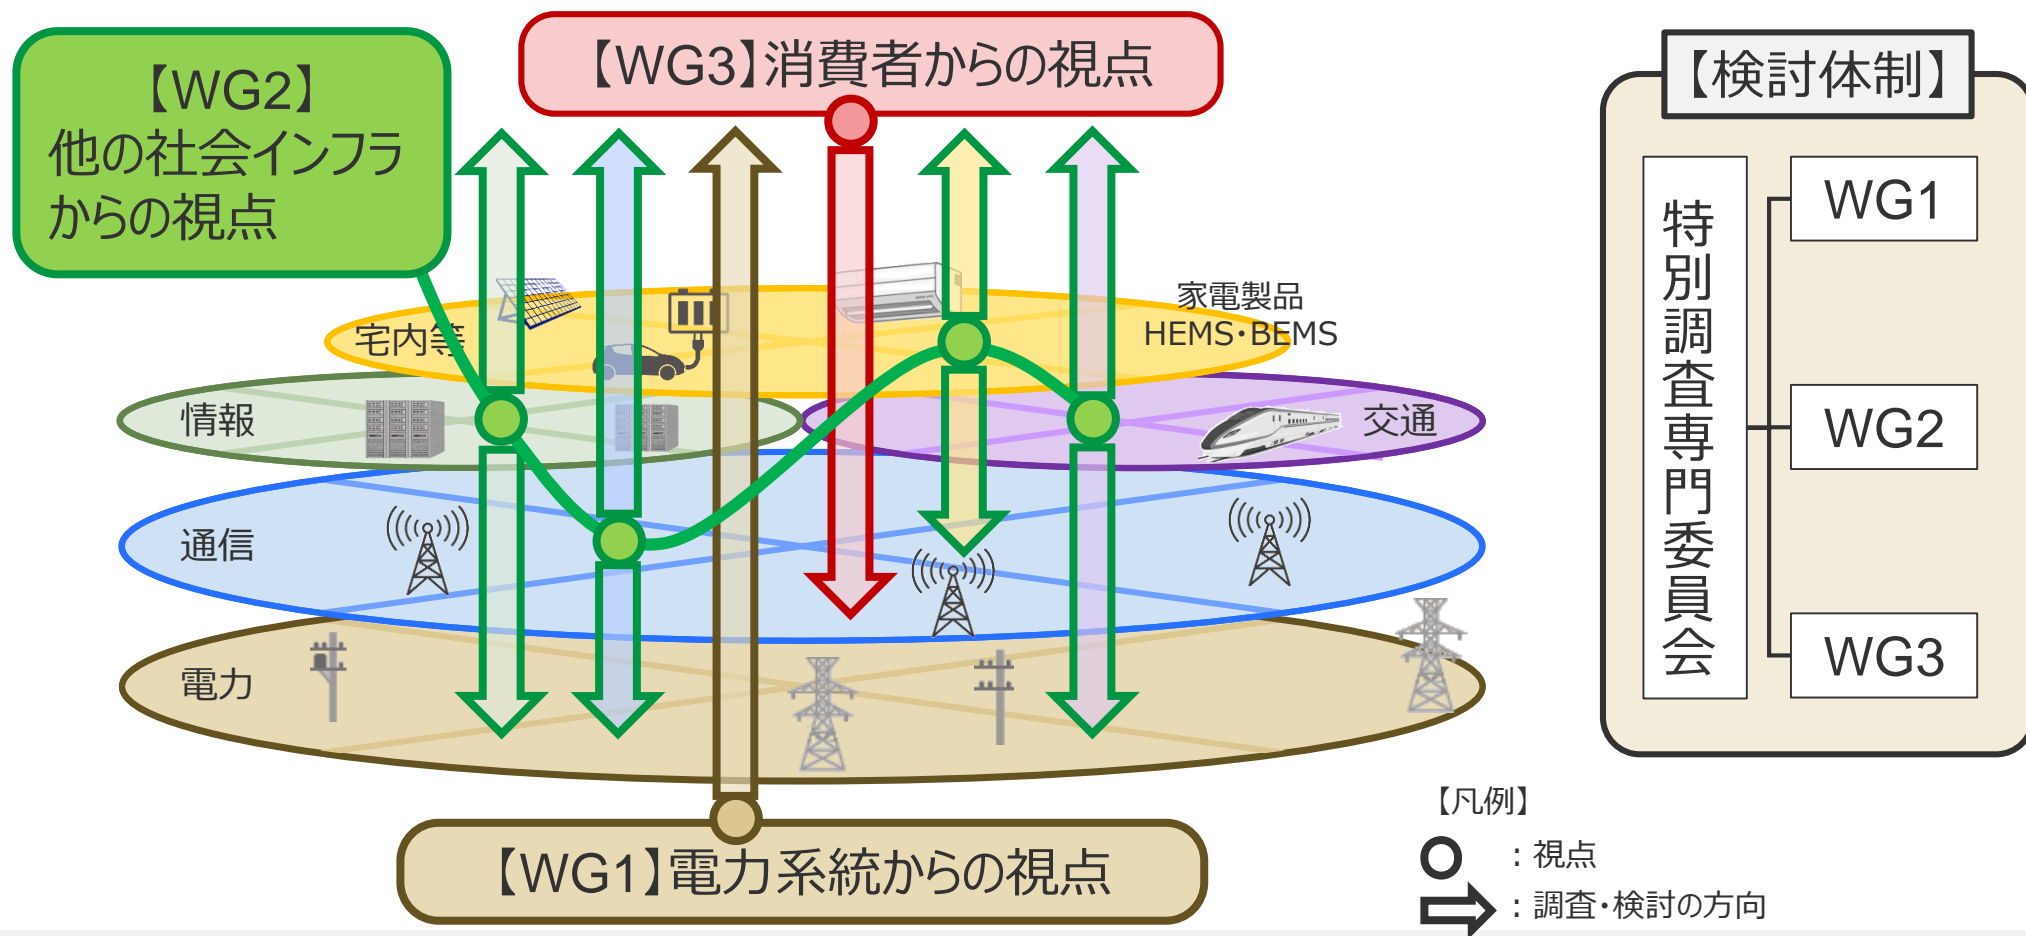 【WG2】
他の社会インフラ
からの視点
【WG3】消費者からの視点
宅内等
家電製品
HEMS・BEMS
情報
交通
通信
電力
【WG1】電力系統からの視点
【検討体制】
特別調査専門委員会
WG1
WG2
WG3
【凡例】
：視点
：調査・検討の方向